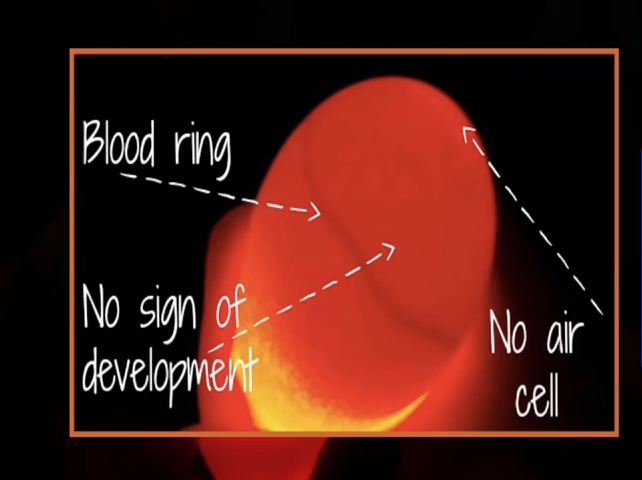 Blood ring
No sign of
development
No air
cell